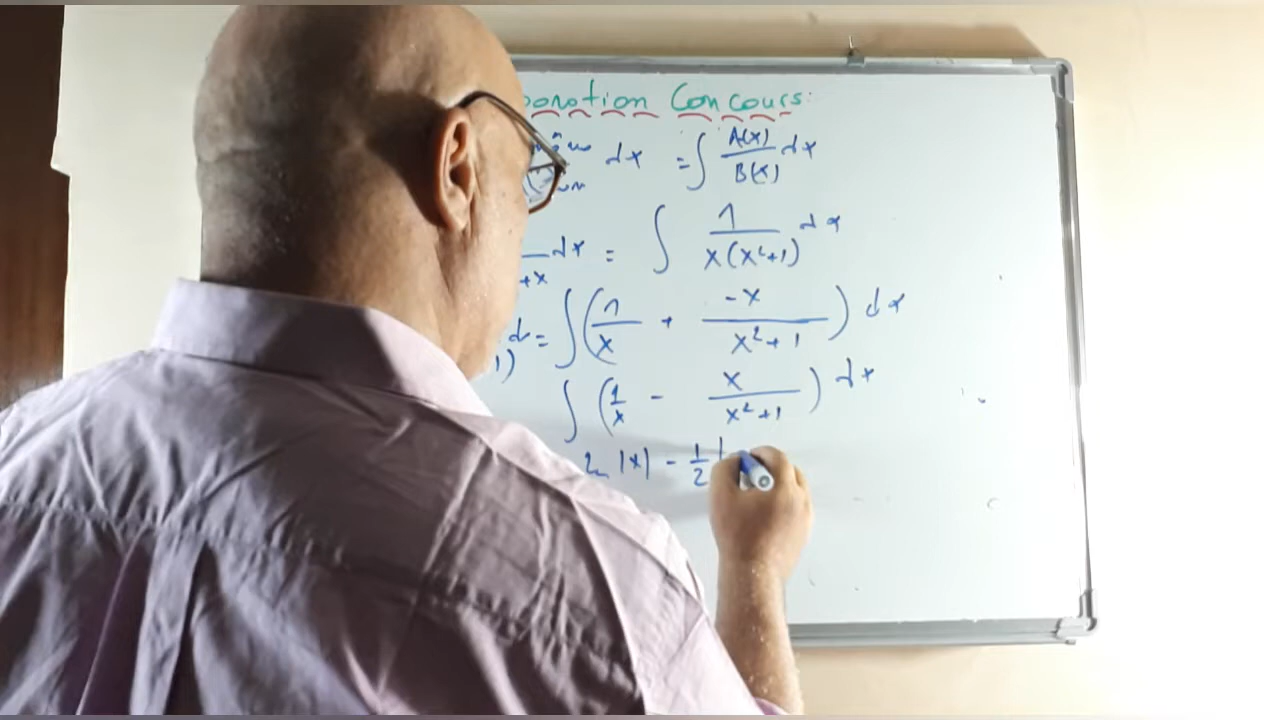 Concours:
dx = ∫ A(x)/B(x) dx
dx = ∫ 1/x(x²+1) dx
+x
= ∫(1/x + -x/x²+1) dx
1)
∫(1/x - x/x²+1) dx
Ln |x| - 1/2